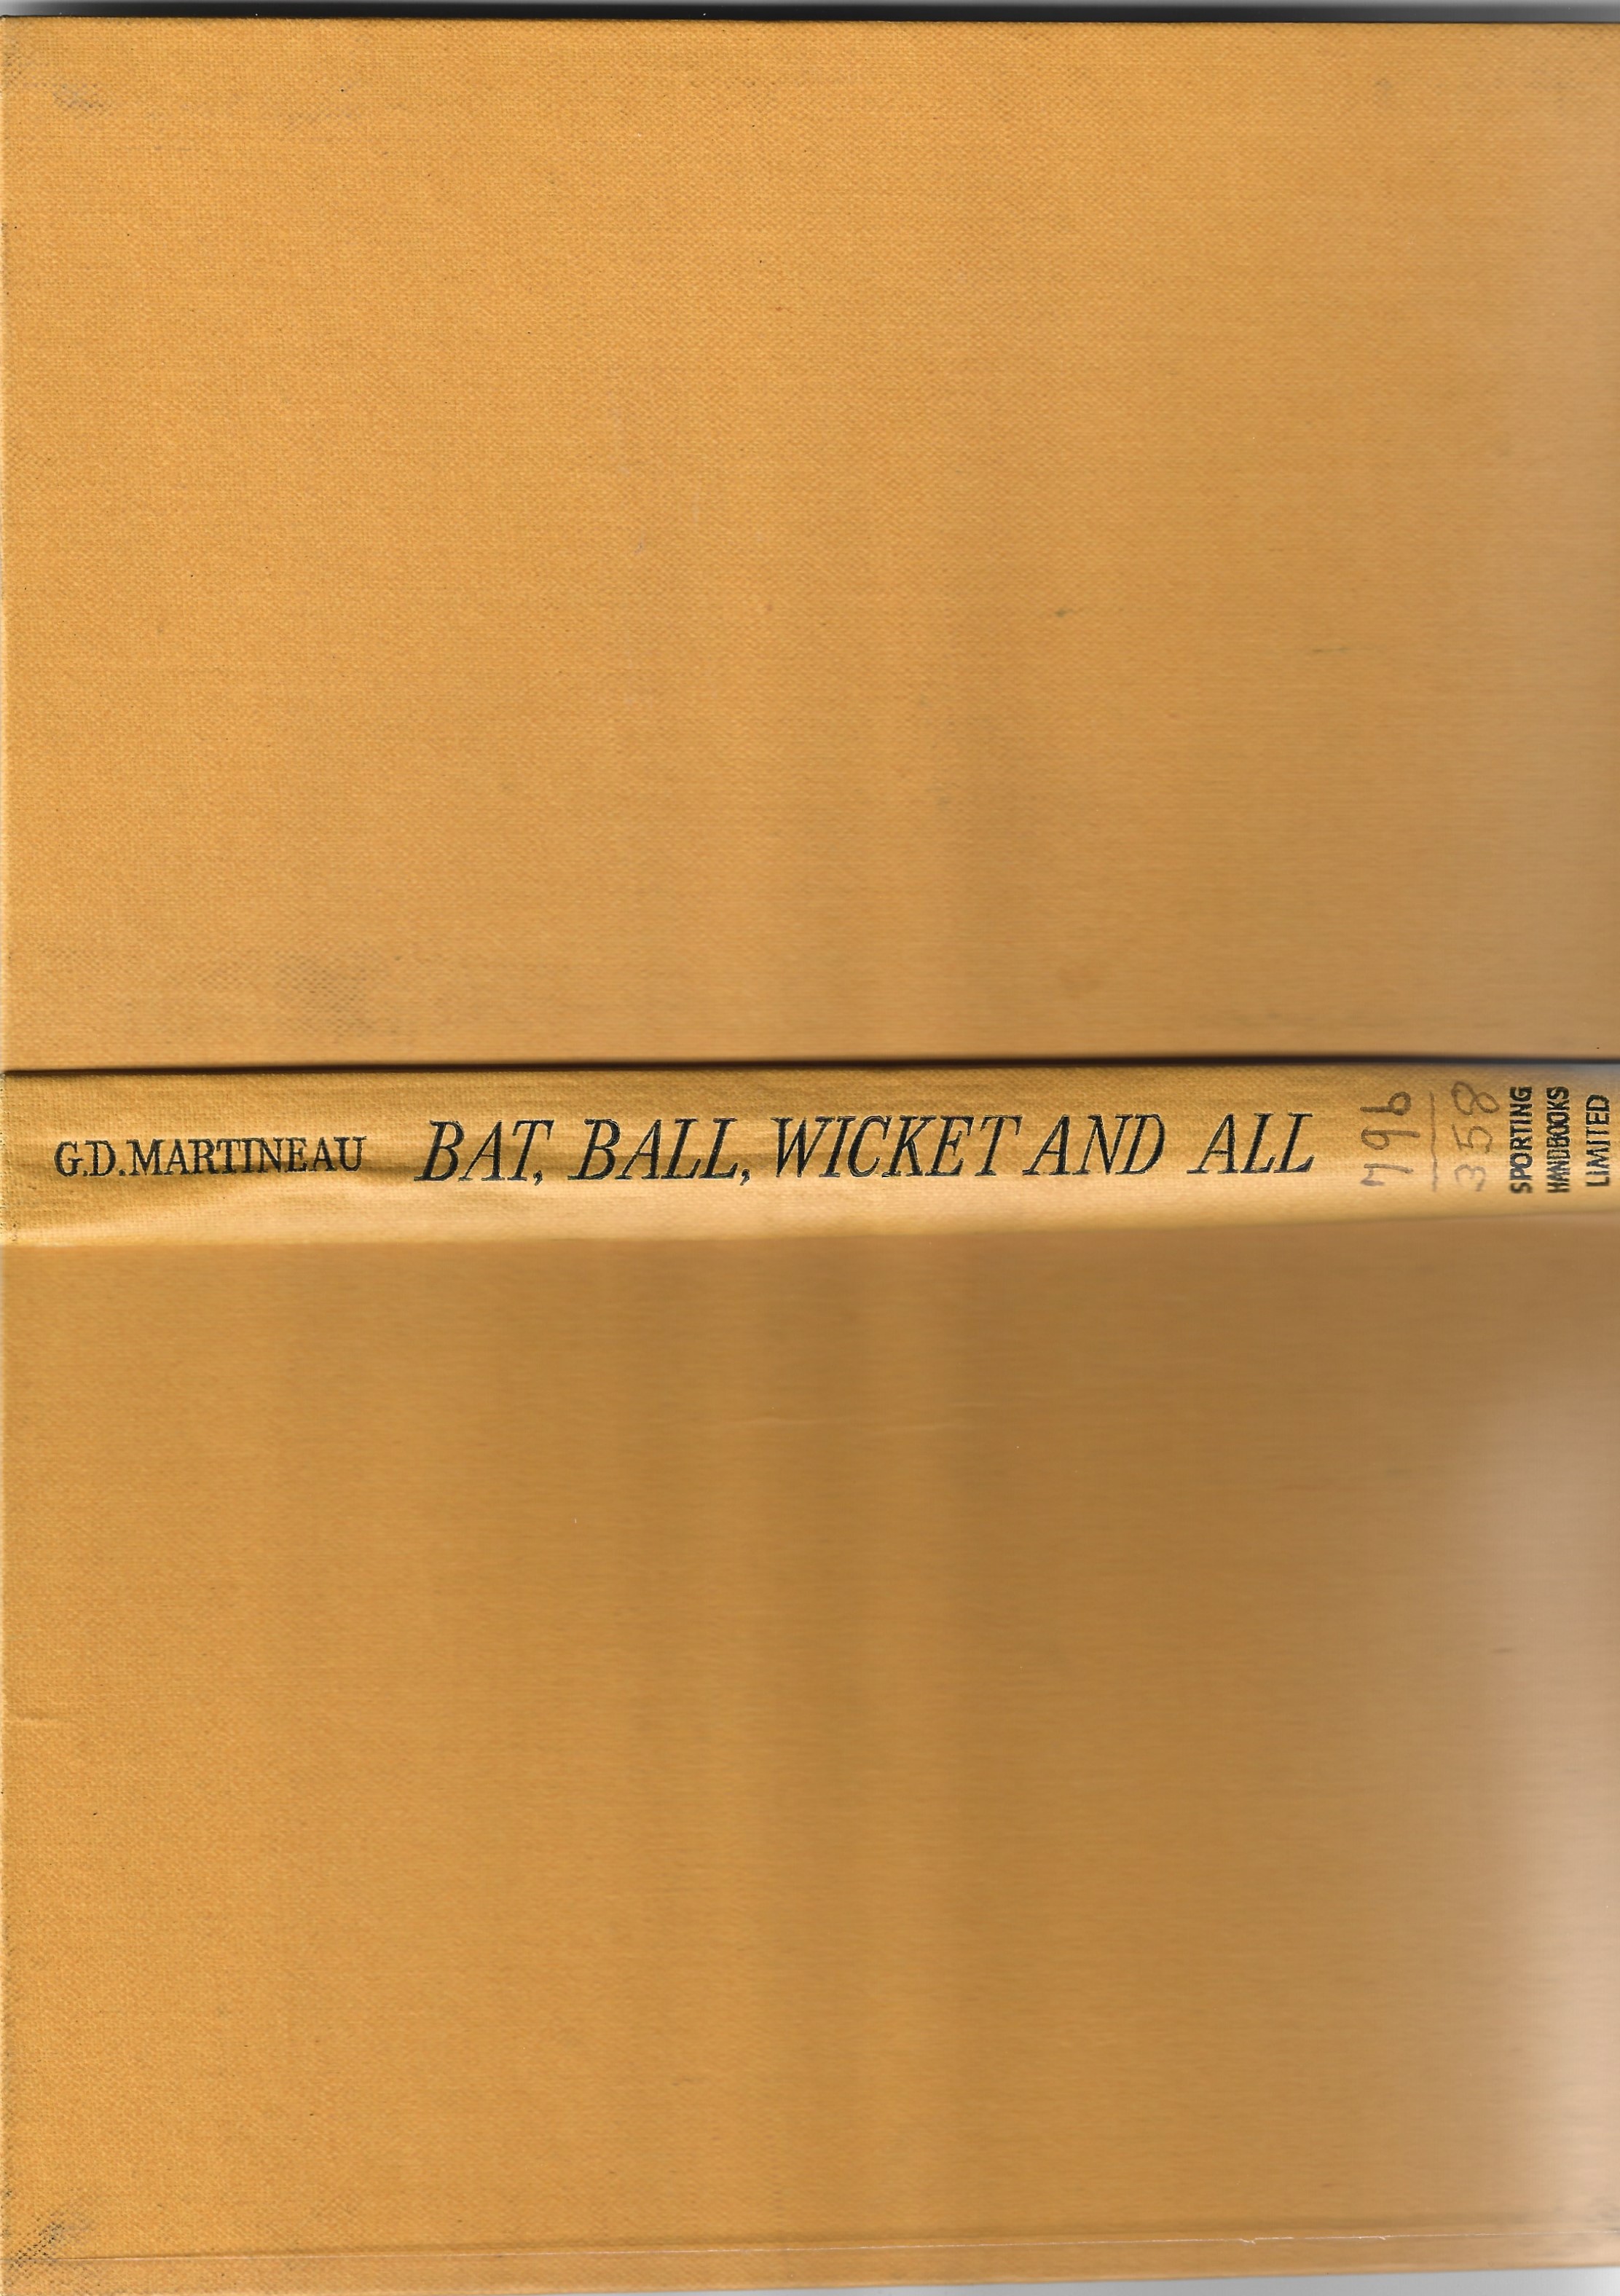 G.D.MARTINEAU
BAT, BALL, WICKET AND ALL
796
358
SPORTING
HANDBOOKS
LIMITED